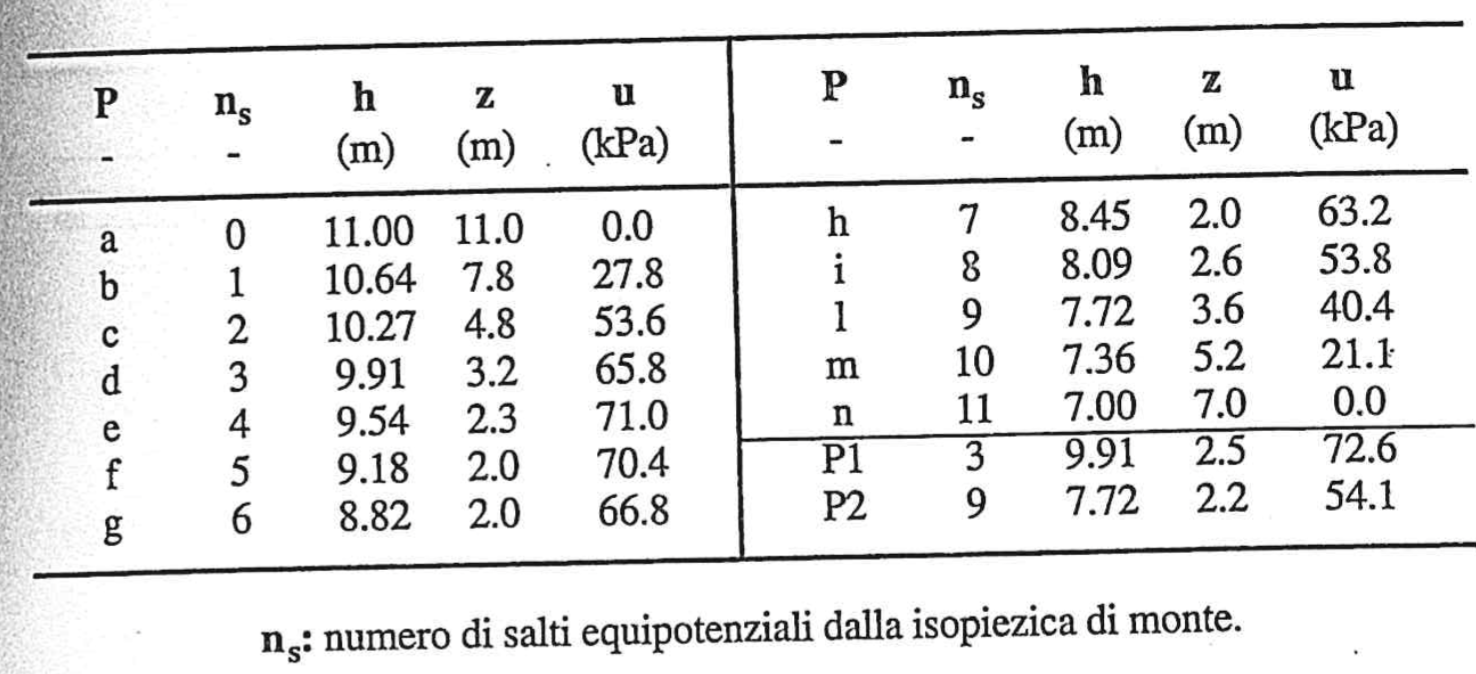 P n_s h z u P n_s h z u
- - (m) (m) (kPa) - - (m) (m) (kPa)
a 0 11.00 11.0 0.0 h 7 8.45 2.0 63.2
b 1 10.64 7.8 27.8 i 8 8.09 2.6 53.8
c 2 10.27 4.8 53.6 l 9 7.72 3.6 40.4
d 3 9.91 3.2 65.8 m 10 7.36 5.2 21.1
e 4 9.54 2.3 71.0 n 11 7.00 7.0 0.0
f 5 9.18 2.0 70.4 P1 3 9.91 2.5 72.6
g 6 8.82 2.0 66.8 P2 9 7.72 2.2 54.1
n_s: numero di salti equipotenziali dalla isopiezica di monte.